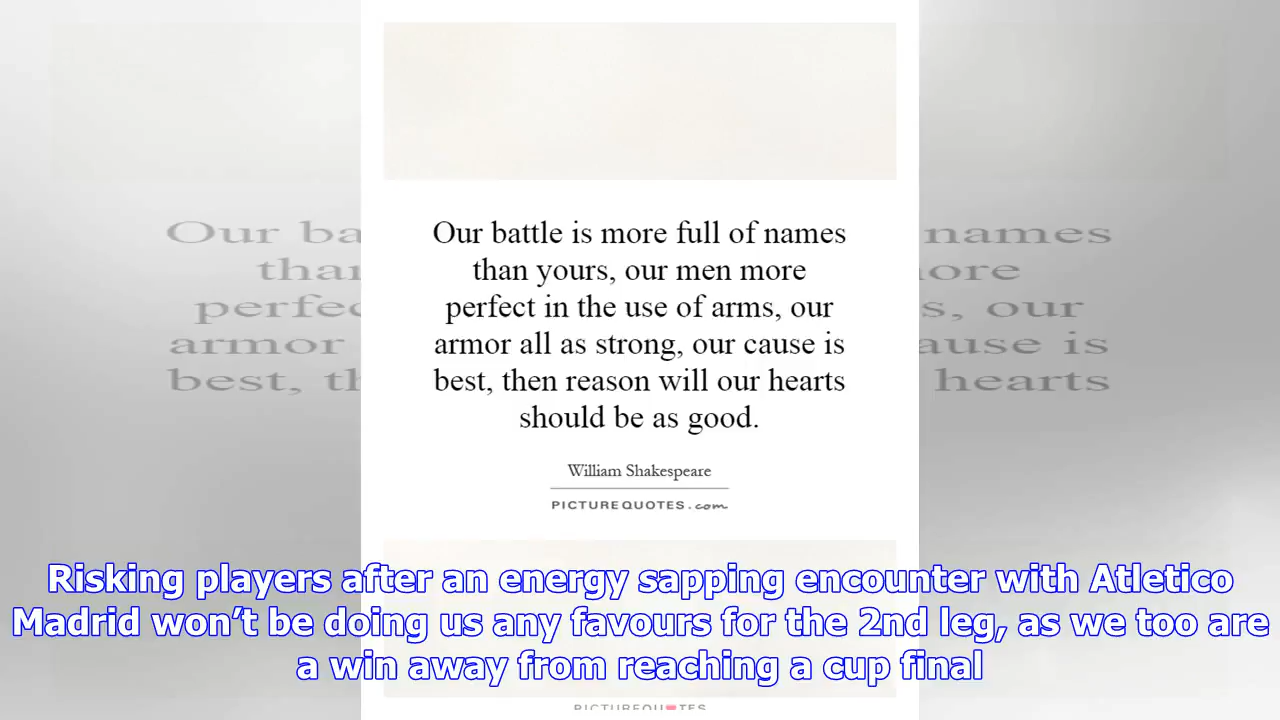 Our battle is more full of names
than yours, our men more
perfect in the use of arms, our
armor all as strong, our cause is
best, then reason will our hearts
should be as good.
William Shakespeare
PICTUREQUOTES.com
Risking players after an energy sapping encounter with Atletico
Madrid won’t be doing us any favours for the 2nd leg, as we too are
a win away from reaching a cup final
PICTUREQUOTES